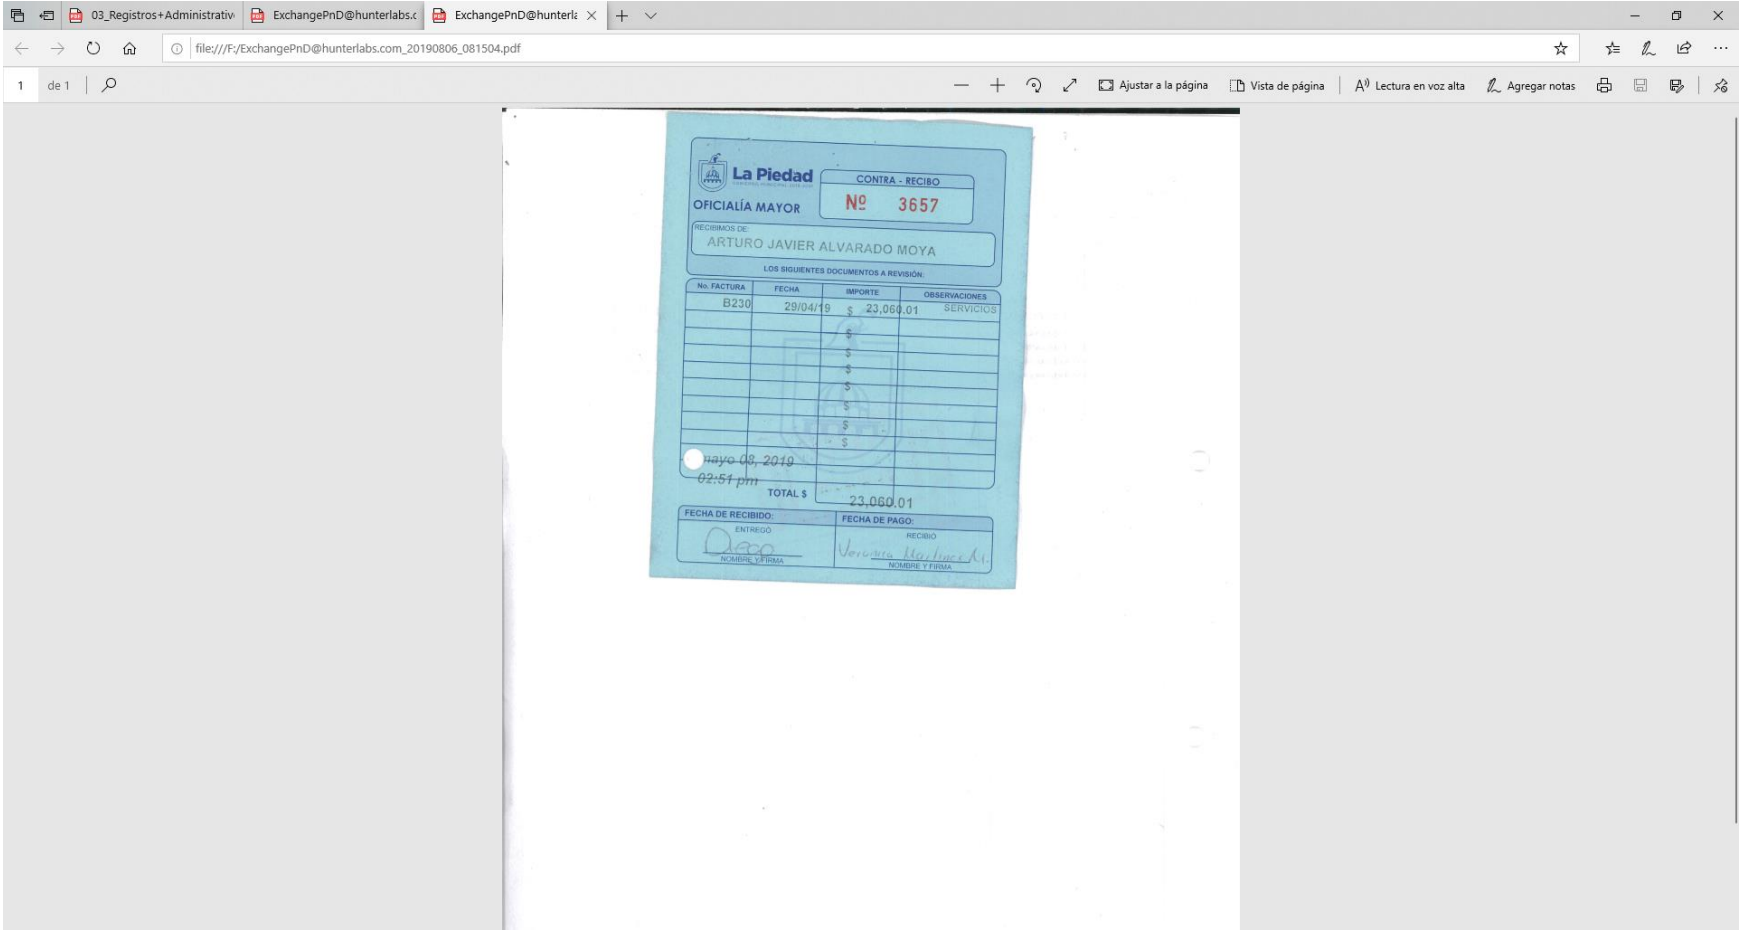 03_Registros+Administrativ
ExchangePnD@hunterlabs.c
ExchangePnD@hunterla
file:///F:/ExchangePnD@hunterlabs.com_20190806_081504.pdf
1 de 1
Ajustar a la página
Vista de página
Lectura en voz alta
Agregar notas
La Piedad
OFICIALÍA MAYOR
CONTRA - RECIBO
Nº 3657
RECIBIMOS DE:
ARTURO JAVIER ALVARADO MOYA
LOS SIGUIENTES DOCUMENTOS A REVISIÓN:
No. FACTURA FECHA IMPORTE OBSERVACIONES
B230 29/04/19 $ 23,060.01 SERVICIOS
$
$
$
$
$
$
$
mayo 08, 2019
02:51 pm
TOTAL $ 23,060.01
FECHA DE RECIBIDO: FECHA DE PAGO:
ENTREGÓ RECIBIÓ
Diego Veronica Martinez M.
NOMBRE Y FIRMA NOMBRE Y FIRMA